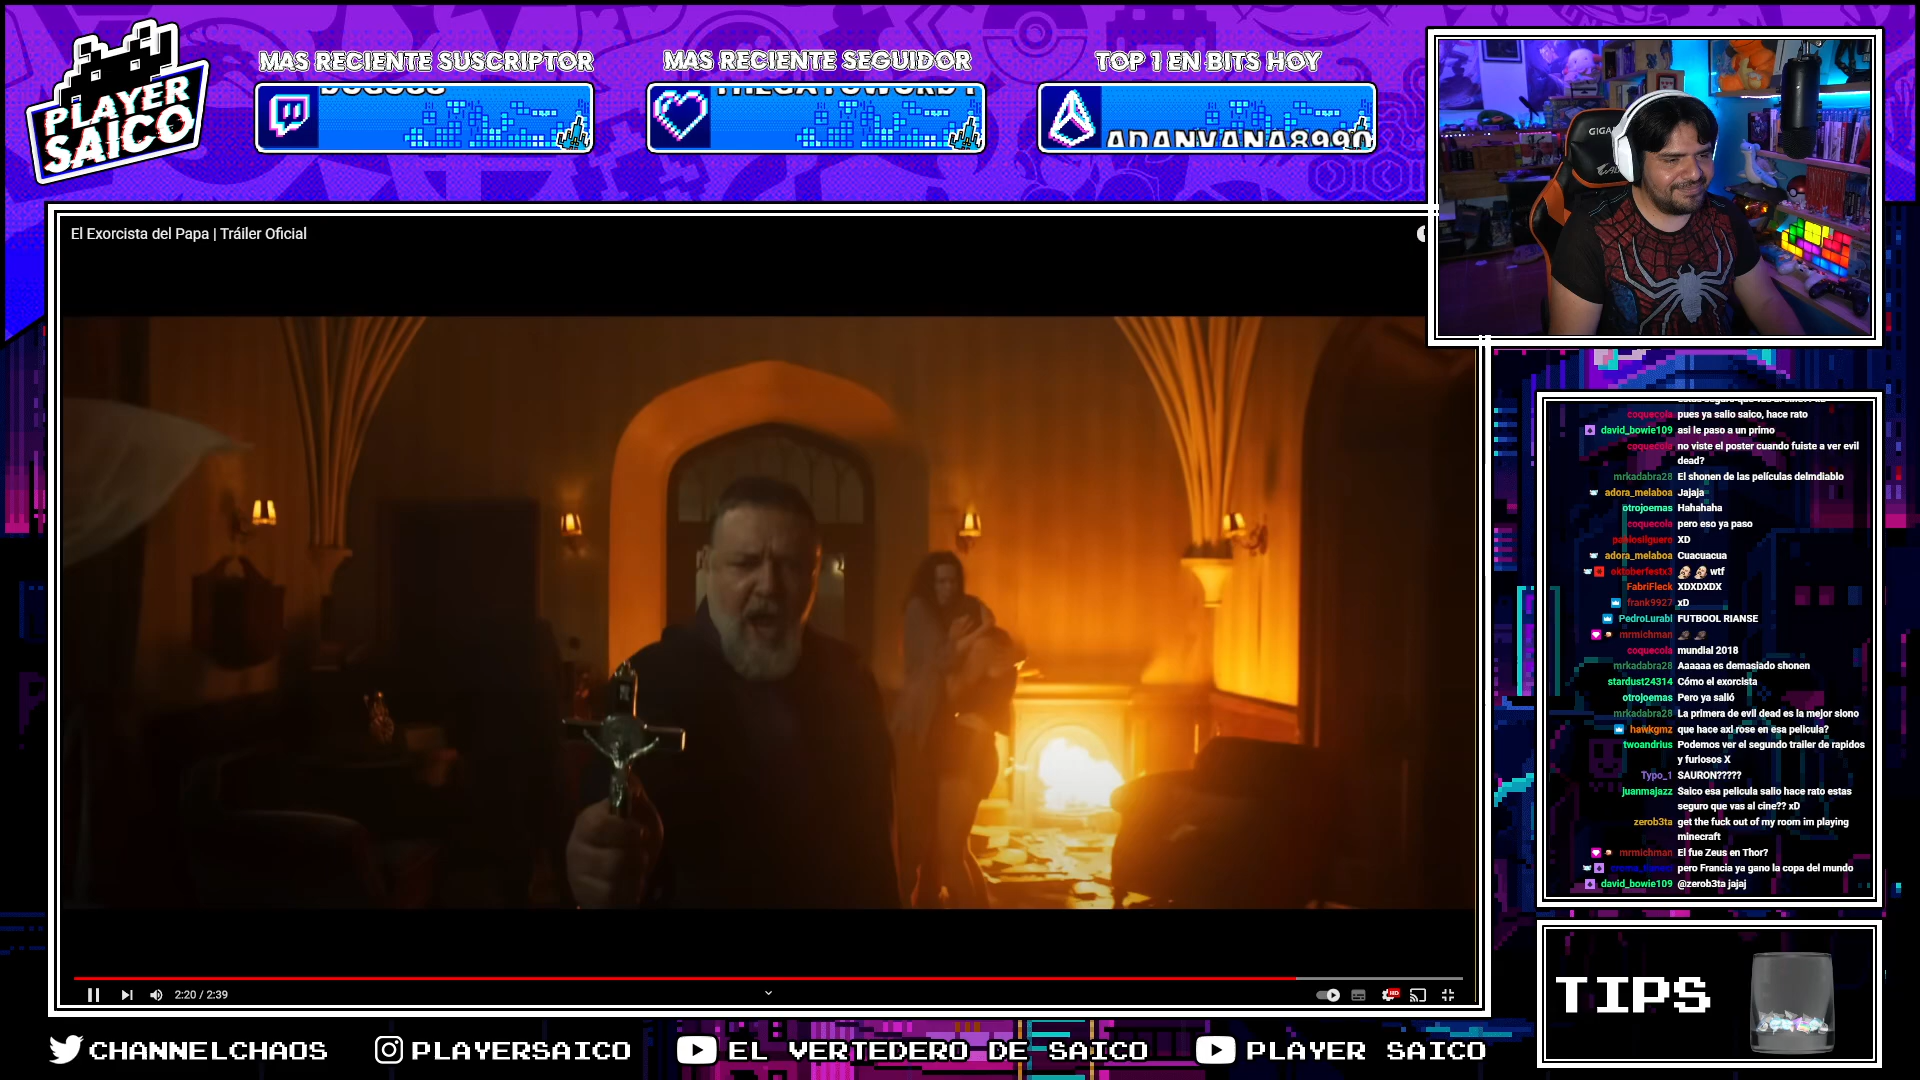 PLAYER
SAICO
MAS RECIENTE SUSCRIPTOR
MAS RECIENTE SEGUIDOR
TOP 1 EN BITS HOY
ADANVANA8990
GIGA
El Exorcista del Papa | Tráiler Oficial
coquecola pues ya salio saico, hace rato
david_bowie109 asi le paso a un primo
coquecola no viste el poster cuando fuiste a ver evil
dead?
mrkadabra28 El shonen de las películas delmdiablo
adora_melaboa Jajaja
otrojoemas Hahahaha
coquecola pero eso ya paso
XD
adora_melaboa Cuacuacua
oktoberfestx3 wtf
FabriFleck XDXDXDX
frank9927 xD
PedroLurabi FUTBOOL RIANSE
mrmichman
coquecola mundial 2018
mrkadabra28 Aaaaaa es demasiado shonen
stardust24314 Cómo el exorcista
otrojoemas Pero ya salió
mrkadabra28 La primera de evil dead es la mejor siono
hawkgmz que hace axl rose en esa pelicula?
twoandrius Podemos ver el segundo trailer de rapidos
y furiosos X
Typo_1 SAURON?????
juanmajazz Saico esa pelicula salio hace rato estas
seguro que vas al cine?? xD
zerob3ta get the fuck out of my room im playing
minecraft
mrmichman El fue Zeus en Thor?
pero Francia ya gano la copa del mundo
david_bowie109 @zerob3ta jajaj
2:20 / 2:39
HD
TIPS
CHANNELCHAOS
PLAYERSAICO
EL VERTEDERO DE SAICO
PLAYER SAICO